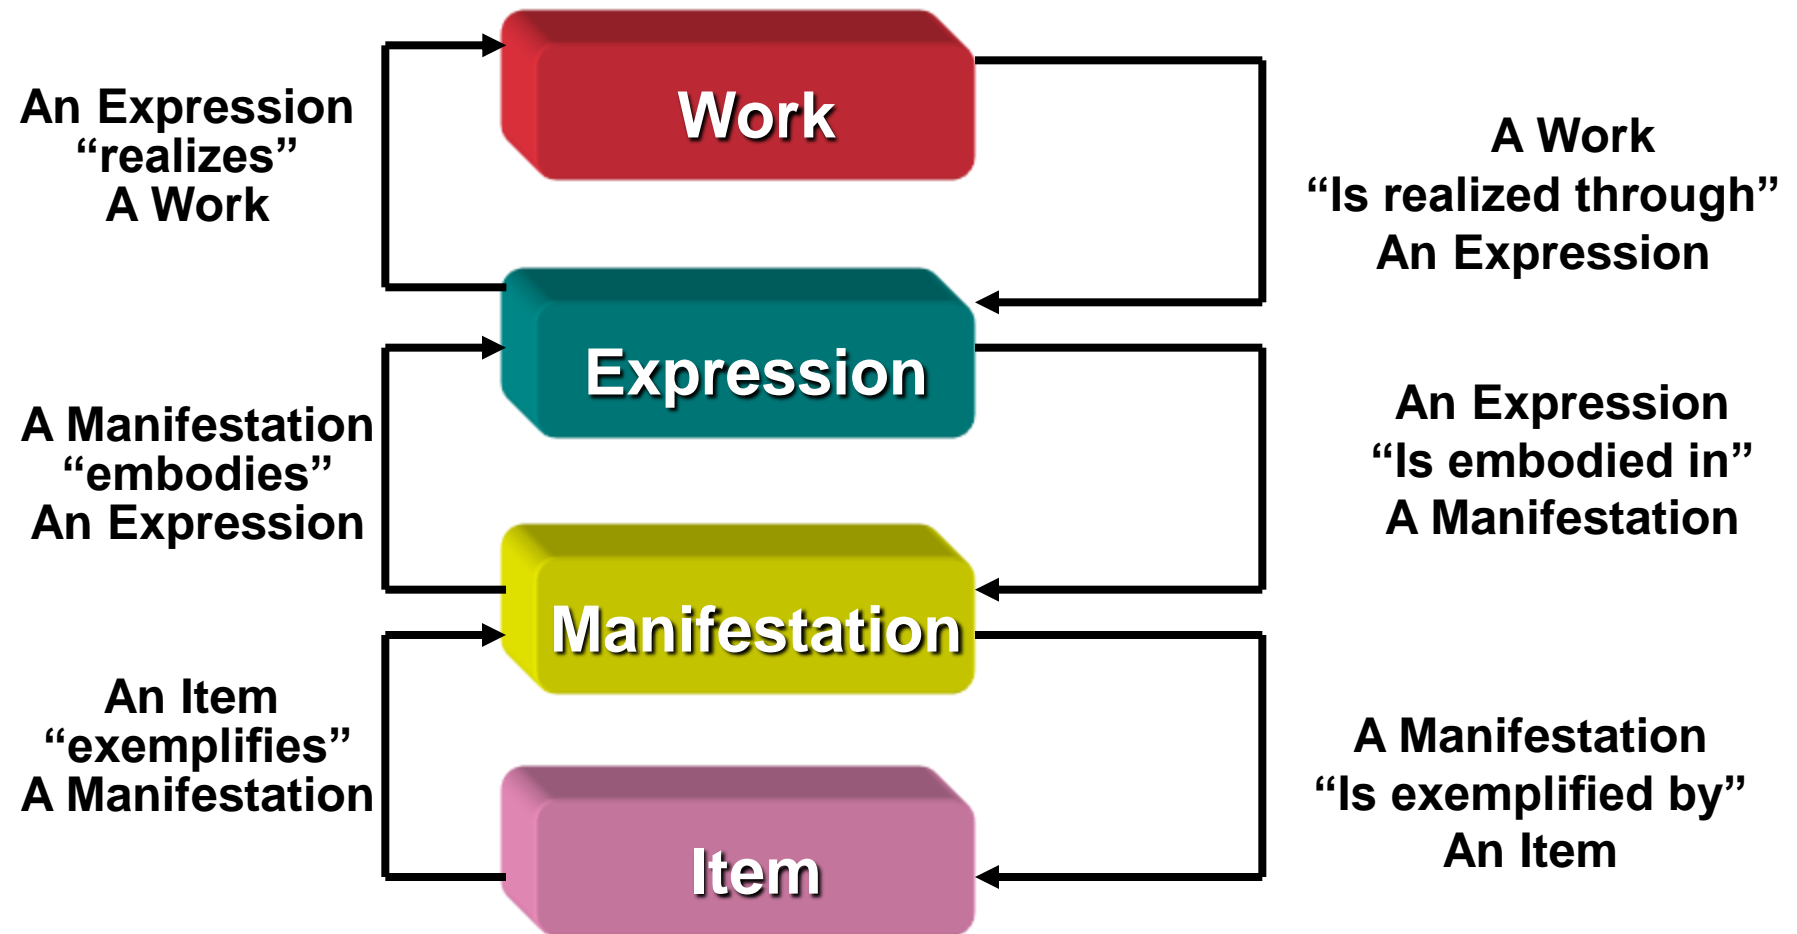 Work
An Expression
“realizes”
A Work
A Work
“Is realized through”
An Expression
Expression
A Manifestation
“embodies”
An Expression
An Expression
“Is embodied in”
A Manifestation
Manifestation
An Item
“exemplifies”
A Manifestation
A Manifestation
“Is exemplified by”
An Item
Item